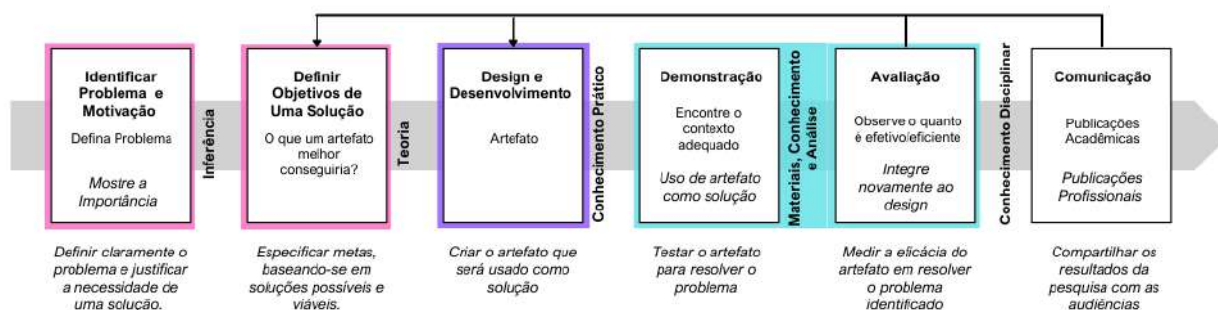 Identificar
Problema e
Motivação
Defina Problema
Mostre a
Importância
Definir claramente o
problema e justificar
a necessidade de
uma solução.
Inferência
Definir
Objetivos de
Uma Solução
O que um artefato
melhor
conseguiria?
Especificar metas,
baseando-se em
soluções possíveis e
viáveis.
Teoria
Design e
Desenvolvimento
Artefato
Criar o artefato que
será usado como
solução
Conhecimento Prático
Demonstração
Encontre o
contexto
adequado
Uso de artefato
como solução
Testar o artefato
para resolver o
problema
Materiais, Conhecimento
e Análise
Avaliação
Observe o quanto
é efetivo/eficiente
Integre
novamente ao
design
Medir a elicácia do
artefato em resolver
o problema
identificado
Conhecimento Disciplinar
Comunicação
Publicações
Acadêmicas
Publicações
Profissionais
Compartilhar os
resultados da
pesquisa com as
audiências